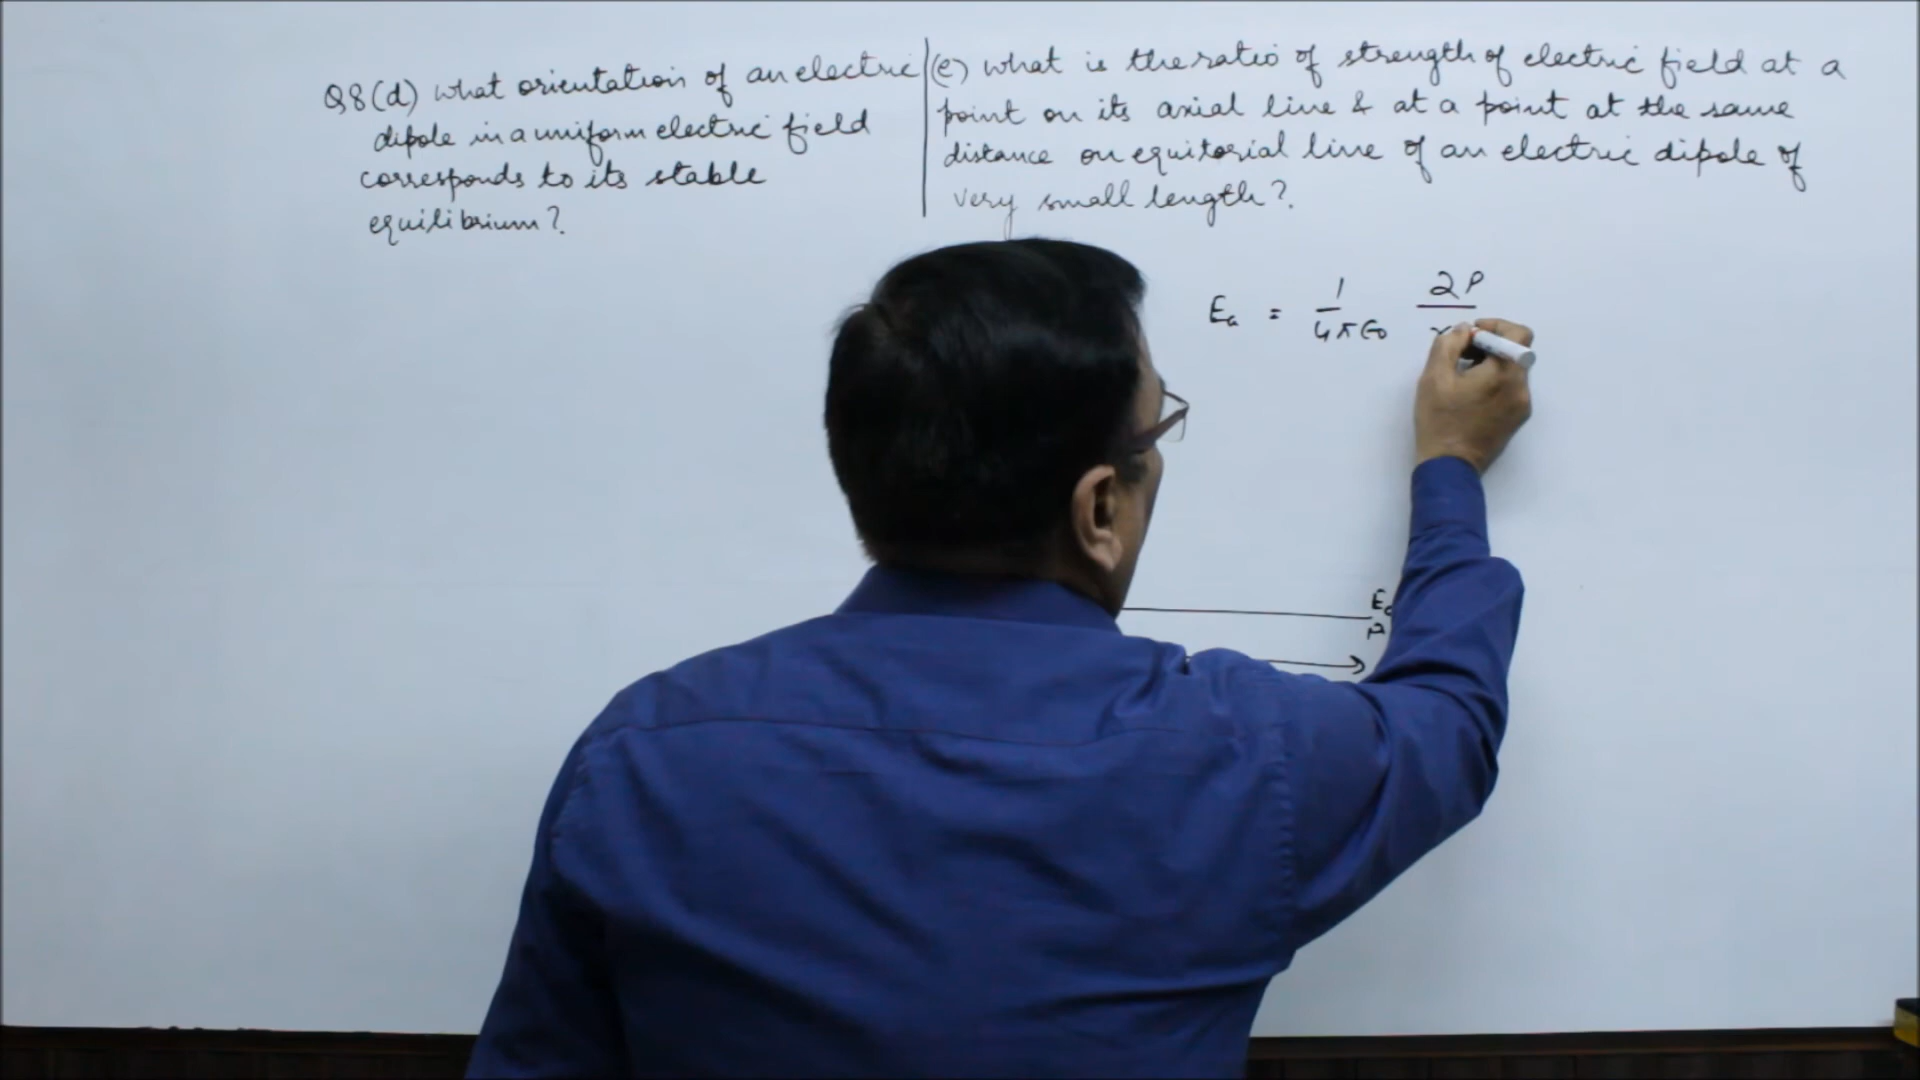 Q8(d) what orientation of an electric
dipole in a uniform electric field
corresponds to its stable
equilibrium?
(e) what is the ratio of strength of electric field at a
point on its axial line & at a point at the same
distance on equitorial line of an electric dipole of
very small length?
Ea = 1/4πε0 2P/r
E
P